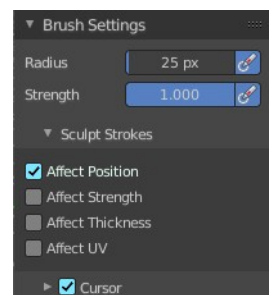 Brush Settings
Radius 25 px
Strength 1.000
Sculpt Strokes
Affect Position
Affect Strength
Affect Thickness
Affect UV
Cursor